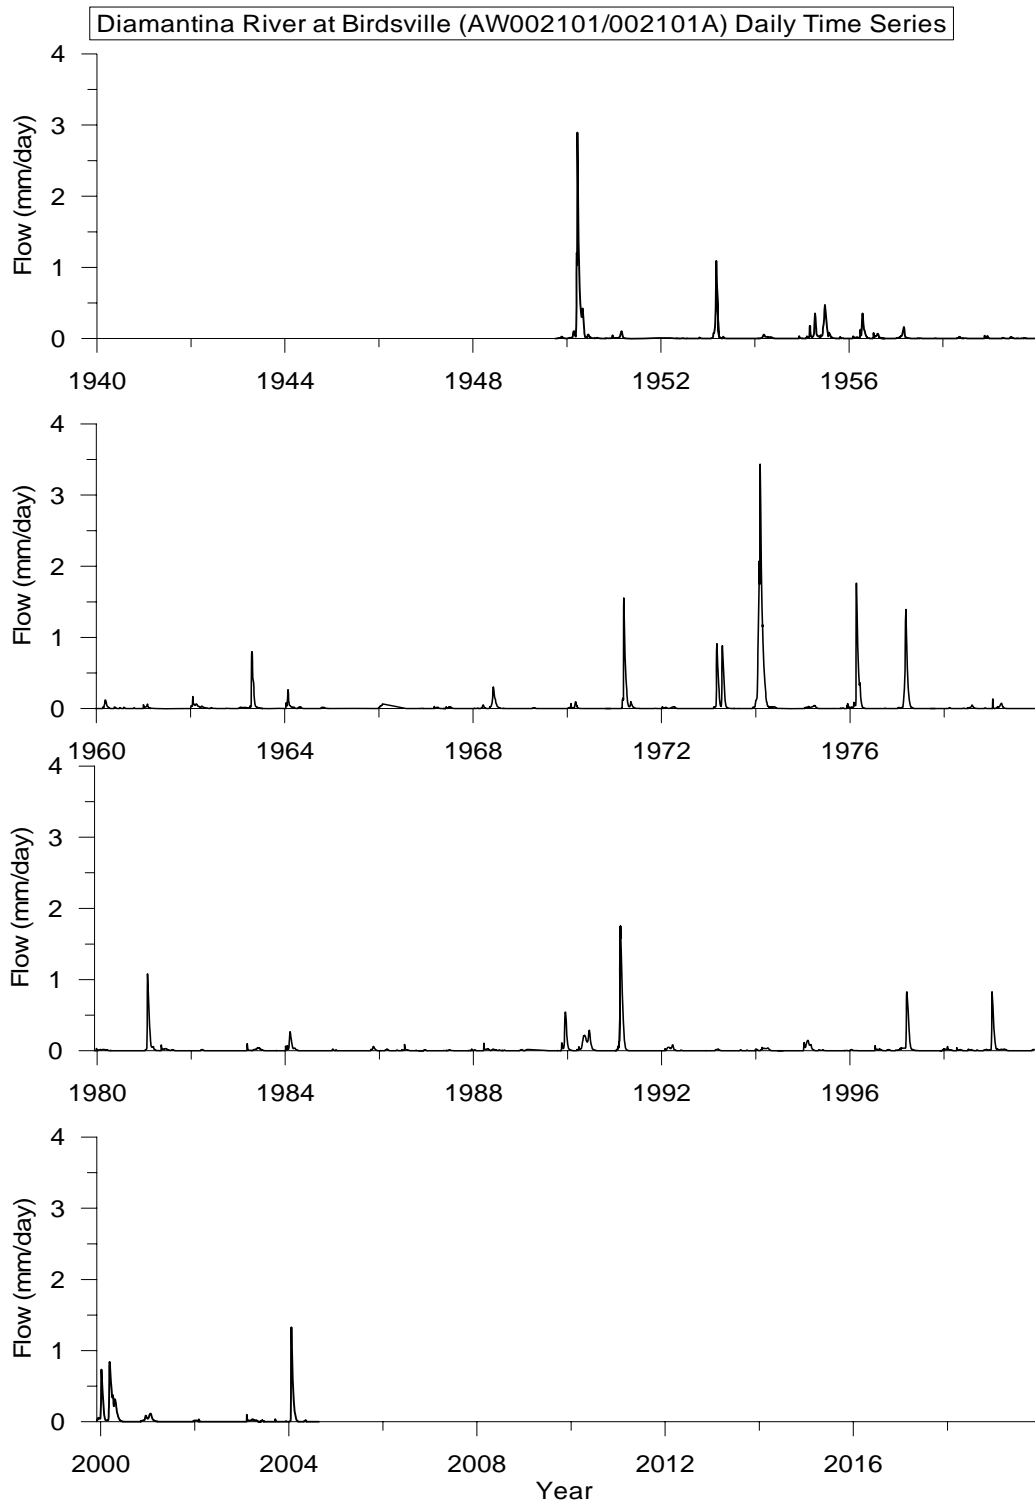 Diamantina River at Birdsville (AW002101/002101A) Daily Time Series
4
3
2
1
0
Flow (mm/day)
1940 1944 1948 1952 1956
4
3
2
1
0
Flow (mm/day)
1960 1964 1968 1972 1976
4
3
2
1
0
Flow (mm/day)
1980 1984 1988 1992 1996
4
3
2
1
0
Flow (mm/day)
2000 2004 2008 2012 2016
Year